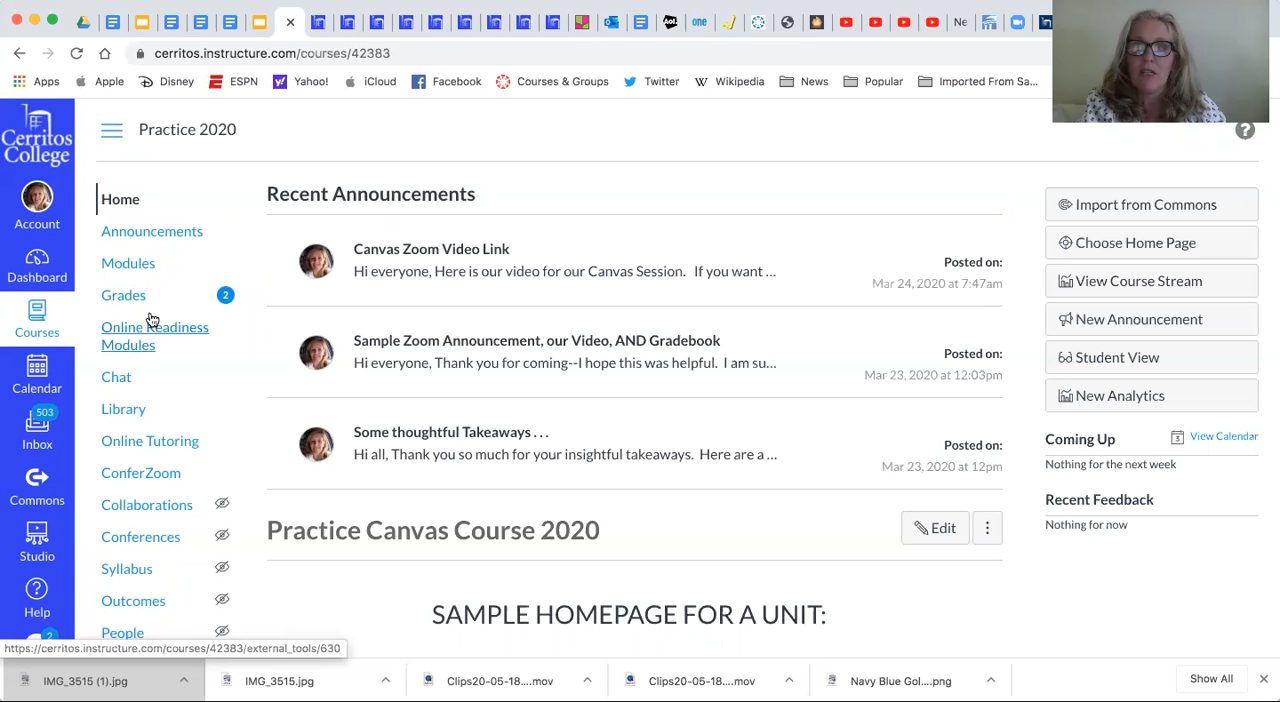 Ne
cerritos.instructure.com/courses/42383
Apps
Apple
Disney
ESPN
Yahoo!
iCloud
Facebook
Courses & Groups
Twitter
Wikipedia
News
Popular
Imported From Sa...
Cerritos
College
Account
Dashboard
Courses
Calendar
503
Inbox
Commons
Studio
Help
2
Practice 2020
Home
Announcements
Modules
Grades
2
Online Readiness
Modules
Chat
Library
Online Tutoring
ConferZoom
Collaborations
Conferences
Syllabus
Outcomes
People
Recent Announcements
Canvas Zoom Video Link
Hi everyone, Here is our video for our Canvas Session. If you want ...
Posted on:
Mar 24, 2020 at 7:47am
Sample Zoom Announcement, our Video, AND Gradebook
Hi everyone, Thank you for coming--I hope this was helpful. I am su...
Posted on:
Mar 23, 2020 at 12:03pm
Some thoughtful Takeaways . . .
Hi all, Thank you so much for your insightful takeaways. Here are a ...
Posted on:
Mar 23, 2020 at 12pm
Practice Canvas Course 2020
Edit
SAMPLE HOMEPAGE FOR A UNIT:
Import from Commons
Choose Home Page
View Course Stream
New Announcement
Student View
New Analytics
Coming Up
View Calendar
Nothing for the next week
Recent Feedback
Nothing for now
https://cerritos.instructure.com/courses/42383/external_tools/630
IMG_3515 (1).jpg
IMG_3515.jpg
Clips20-05-18....mov
Clips20-05-18....mov
Navy Blue Gol....png
Show All